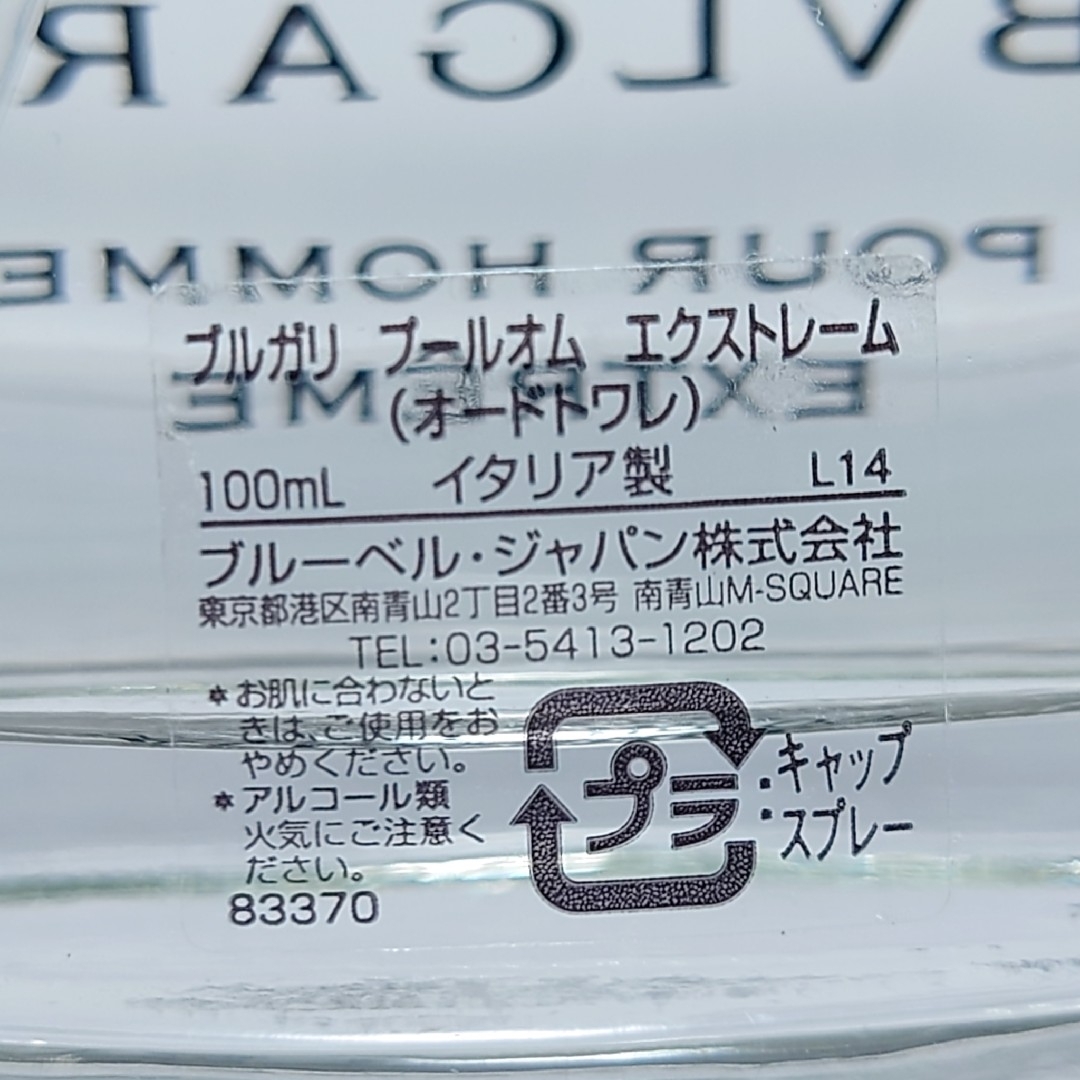 BVLGAR
POUR HOMME
EXTRÊME
ブルガリ プールオム エクストレーム
(オードトワレ)
100mL イタリア製 L14
ブルーベル・ジャパン株式会社
東京都港区南青山2丁目2番3号 南青山M-SQUARE
TEL:03-5413-1202
*お肌に合わないと
きは、ご使用をお
やめください。
*アルコール類
火気にご注意く
ださい。
83370
プラ
・キャップ
・スプレー